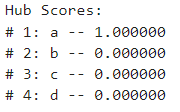 Hub Scores:
# 1: a -- 1.000000
# 2: b -- 0.000000
# 3: c -- 0.000000
# 4: d -- 0.000000